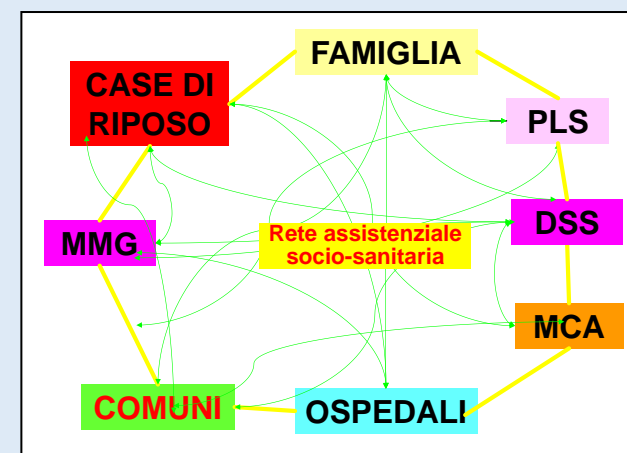 FAMIGLIA
CASE DI
RIPOSO
PLS
DSS
MMG
Rete assistenziale
socio-sanitaria
MCA
COMUNI
OSPEDALI